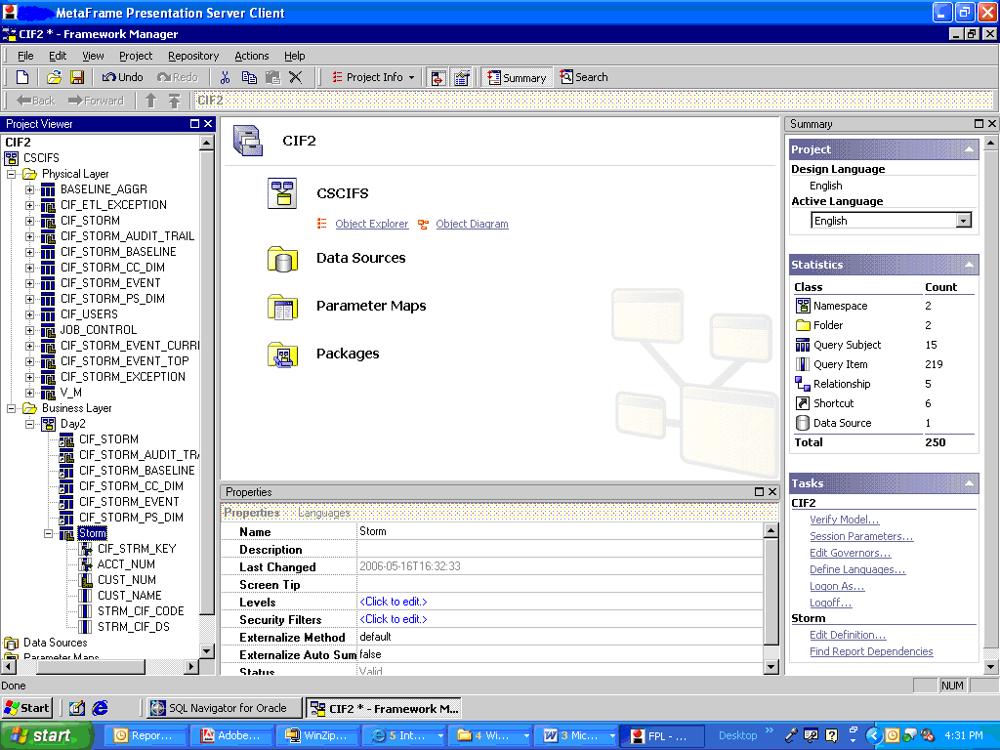 MetaFrame Presentation Server Client
CIF2 * - Framework Manager
File Edit View Project Repository Actions Help
Undo Redo Project Info Summary Search
Back Forward CIF2
Project Viewer
CIF2
CSCIFS
Physical Layer
BASELINE_AGGR
CIF_ETL_EXCEPTION
CIF_STORM
CIF_STORM_AUDIT_TRAIL
CIF_STORM_BASELINE
CIF_STORM_CC_DIM
CIF_STORM_EVENT
CIF_STORM_PS_DIM
CIF_USERS
JOB_CONTROL
CIF_STORM_EVENT_CURRI
CIF_STORM_EVENT_TOP
CIF_STORM_EXCEPTION
V_M
Business Layer
Day2
CIF_STORM
CIF_STORM_AUDIT_TRA
CIF_STORM_BASELINE
CIF_STORM_CC_DIM
CIF_STORM_EVENT
CIF_STORM_PS_DIM
Storm
CIF_STRM_KEY
ACCT_NUM
CUST_NUM
CUST_NAME
STRM_CIF_CODE
STRM_CIF_DS
Data Sources
Parameter Maps
CIF2
CSCIFS
Object Explorer Object Diagram
Data Sources
Parameter Maps
Packages
Properties
Properties Languages
Name Storm
Description
Last Changed 2006-05-16T16:32:33
Screen Tip
Levels <Click to edit.>
Security Filters <Click to edit.>
Externalize Method default
Externalize Auto Sum false
Status Valid
Summary
Project
Design Language
English
Active Language
English
Statistics
Class Count
Namespace 2
Folder 2
Query Subject 15
Query Item 219
Relationship 5
Shortcut 6
Data Source 1
Total 250
Tasks
CIF2
Verify Model...
Session Parameters...
Edit Governors...
Define Languages...
Logon As...
Logoff...
Storm
Edit Definition...
Find Report Dependencies
Done NUM
Start SQL Navigator for Oracle CIF2 * - Framework M...
start Repor... Adobe... WinZip... 5 Int... 4 Wi... 3 Mic... FPL - ... Desktop » 4:31 PM